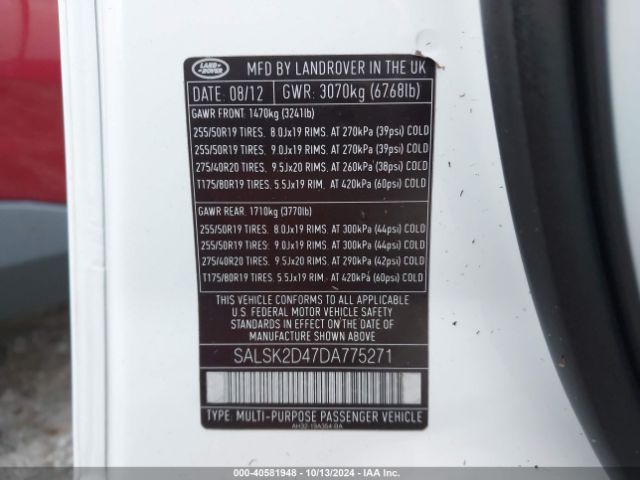 LAND ROVER
MFD BY LANDROVER IN THE UK
DATE: 08/12 GWR: 3070kg (6768lb)
GAWR FRONT: 1470kg (3241lb)
255/50R19 TIRES. 8.0Jx19 RIMS. AT 270kPa (39psi) COLD
255/50R19 TIRES. 9.0Jx19 RIMS. AT 270kPa (39psi) COLD
275/40R20 TIRES. 9.5Jx20 RIMS. AT 260kPa (38psi) COLD
T175/80R19 TIRES. 5.5Jx19 RIM. AT 420kPa (60psi) COLD
GAWR REAR. 1710kg (3770lb)
255/50R19 TIRES. 8.0Jx19 RIMS. AT 300kPa (44psi) COLD
255/50R19 TIRES. 9.0Jx19 RIMS. AT 300kPa (44psi) COLD
275/40R20 TIRES. 9.5Jx20 RIMS. AT 290kPa (42psi) COLD
T175/80R19 TIRES. 5.5Jx19 RIM. AT 420kPa (60psi) COLD
THIS VEHICLE CONFORMS TO ALL APPLICABLE
U.S. FEDERAL MOTOR VEHICLE SAFETY
STANDARDS IN EFFECT ON THE DATE OF
MANUFACTURE SHOWN ABOVE
SALSK2D47DA775271
TYPE: MULTI-PURPOSE PASSENGER VEHICLE
AH32-19A354-BA
000-40581948 - 10/13/2024 - IAA Inc.